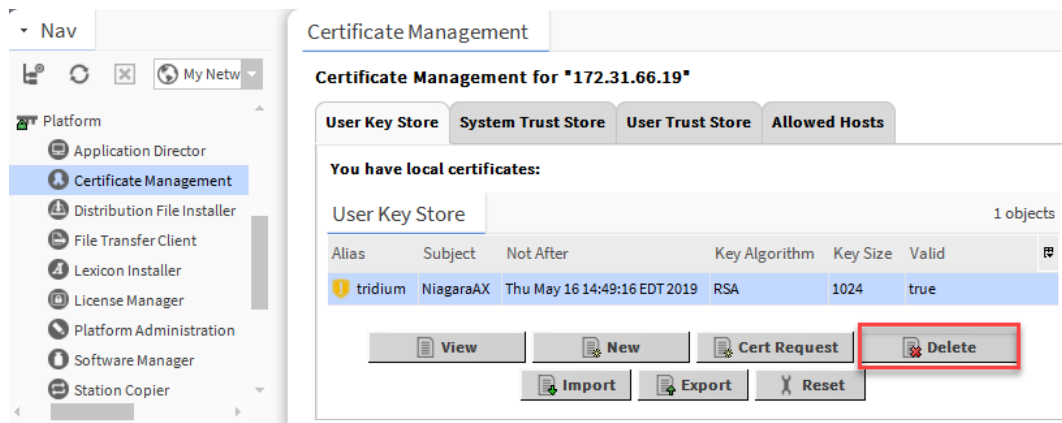 Nav
My Netw
Platform
Application Director
Certificate Management
Distribution File Installer
File Transfer Client
Lexicon Installer
License Manager
Platform Administration
Software Manager
Station Copier
Certificate Management
Certificate Management for "172.31.66.19"
User Key Store System Trust Store User Trust Store Allowed Hosts
You have local certificates:
User Key Store 1 objects
Alias Subject Not After Key Algorithm Key Size Valid
tridium NiagaraAX Thu May 16 14:49:16 EDT 2019 RSA 1024 true
View New Cert Request Delete
Import Export Reset